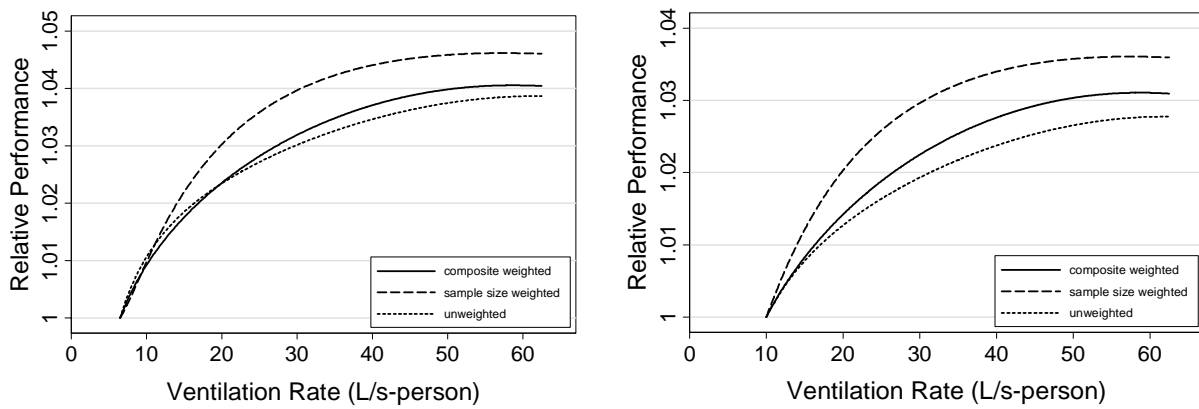 Relative Performance
1.05
1.04
1.03
1.02
1.01
1
composite weighted
sample size weighted
unweighted
0 10 20 30 40 50 60
Ventilation Rate (L/s-person)
Relative Performance
1.04
1.03
1.02
1.01
1
composite weighted
sample size weighted
unweighted
0 10 20 30 40 50 60
Ventilation Rate (L/s-person)